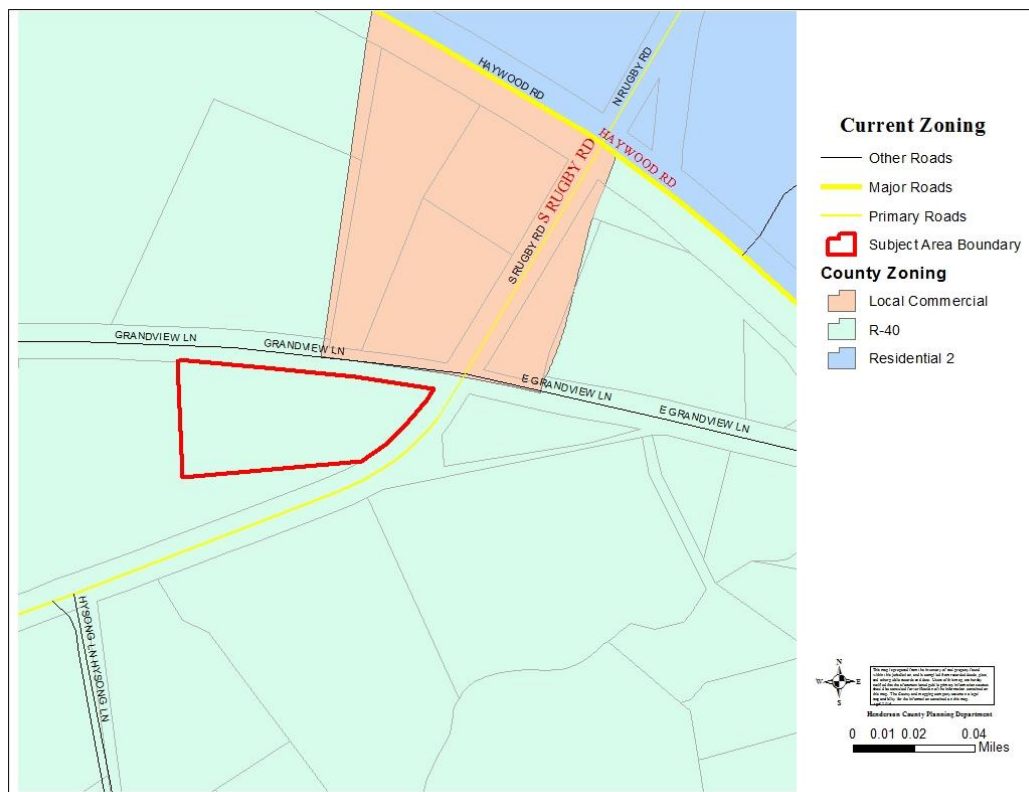 HAYWOOD RD
N RUGBY RD
HAYWOOD RD
S RUGBY RD
S RUGBY RD
GRANDVIEW LN
GRANDVIEW LN
E GRANDVIEW LN
E GRANDVIEW LN
HYSONG LN
HYSONG LN
Current Zoning
Other Roads
Major Roads
Primary Roads
Subject Area Boundary
County Zoning
Local Commercial
R-40
Residential 2
N
W E
S
Henderson County Planning Department
0 0.01 0.02 0.04
Miles